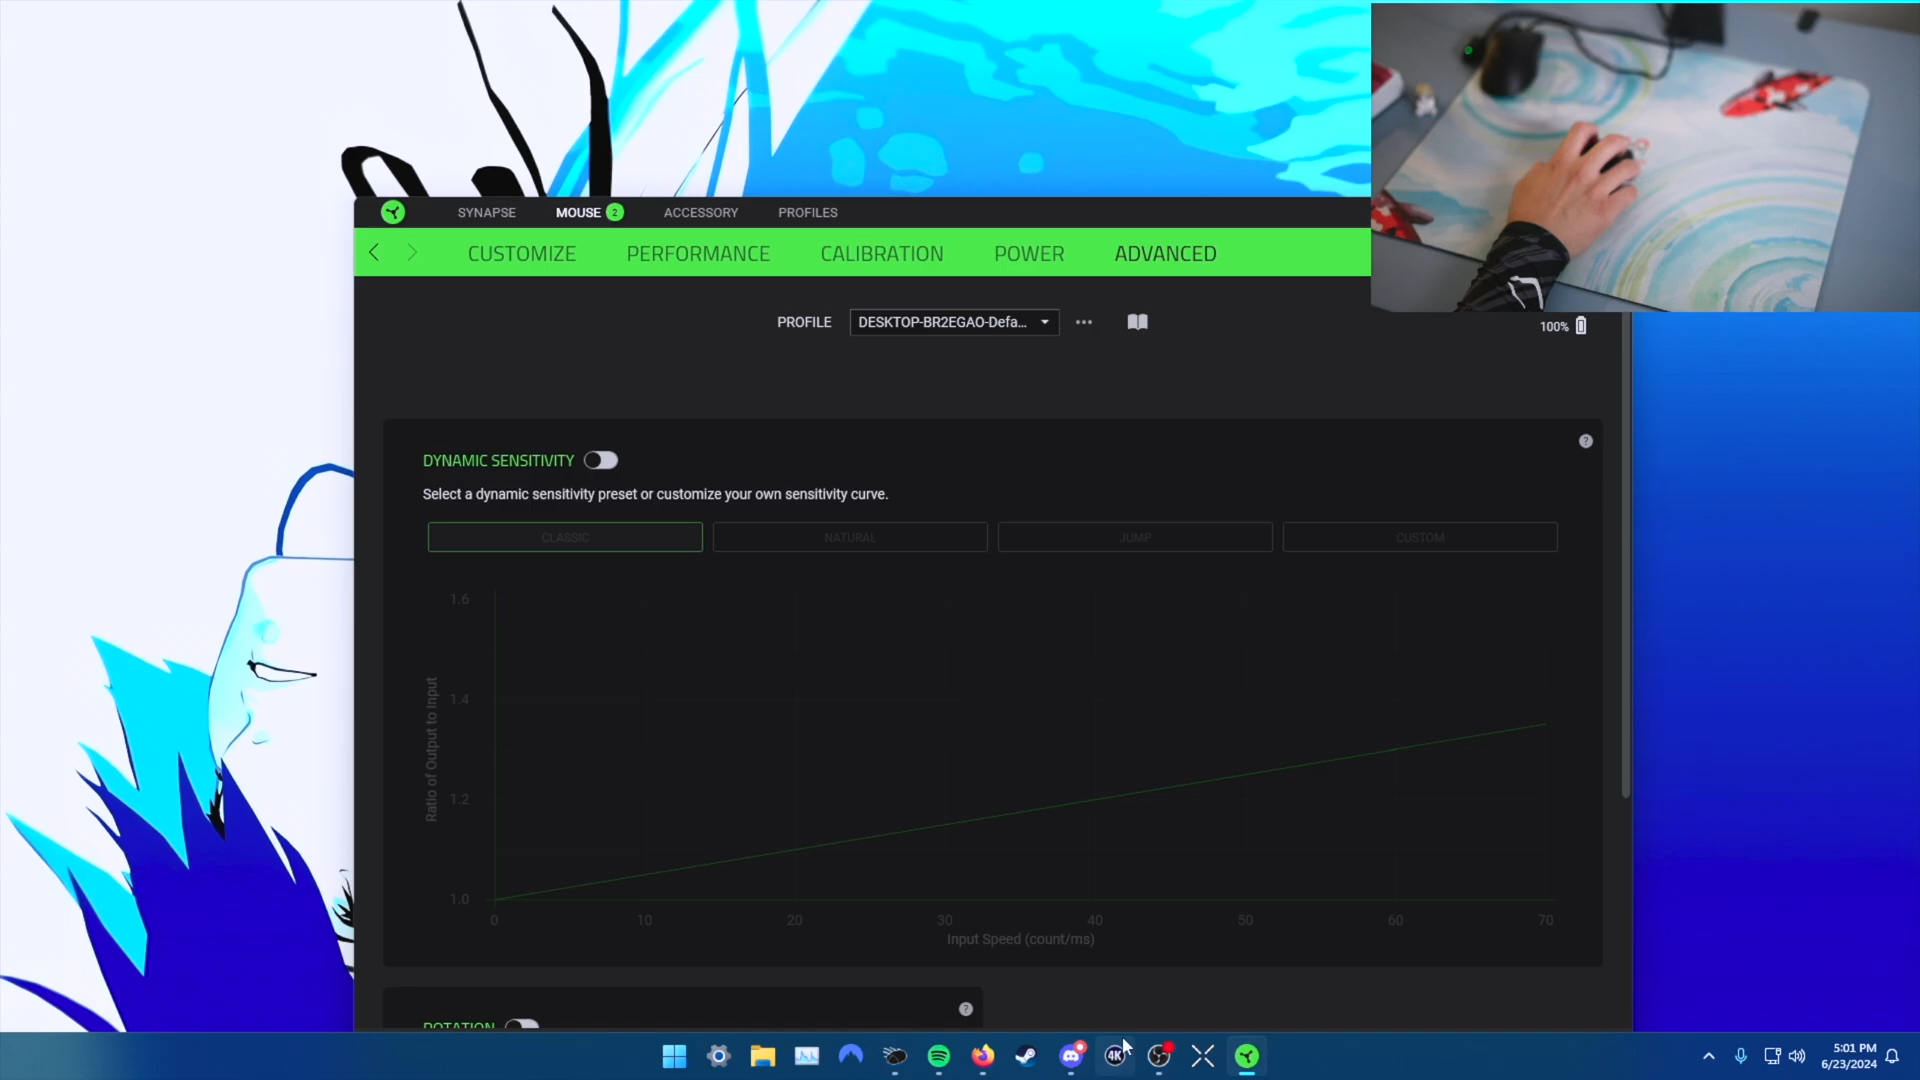 SYNAPSE MOUSE 2 ACCESSORY PROFILES
CUSTOMIZE PERFORMANCE CALIBRATION POWER ADVANCED
PROFILE DESKTOP-BR2EGAO-Defa... ...
100%
DYNAMIC SENSITIVITY
?
Select a dynamic sensitivity preset or customize your own sensitivity curve.
CLASSIC NATURAL JUMP CUSTOM
1.6
1.4
1.2
1.0
Ratio of Output to Input
0 10 20 30 40 50 60 70
Input Speed (count/ms)
?
ROTATION
4K
5:01 PM
6/23/2024